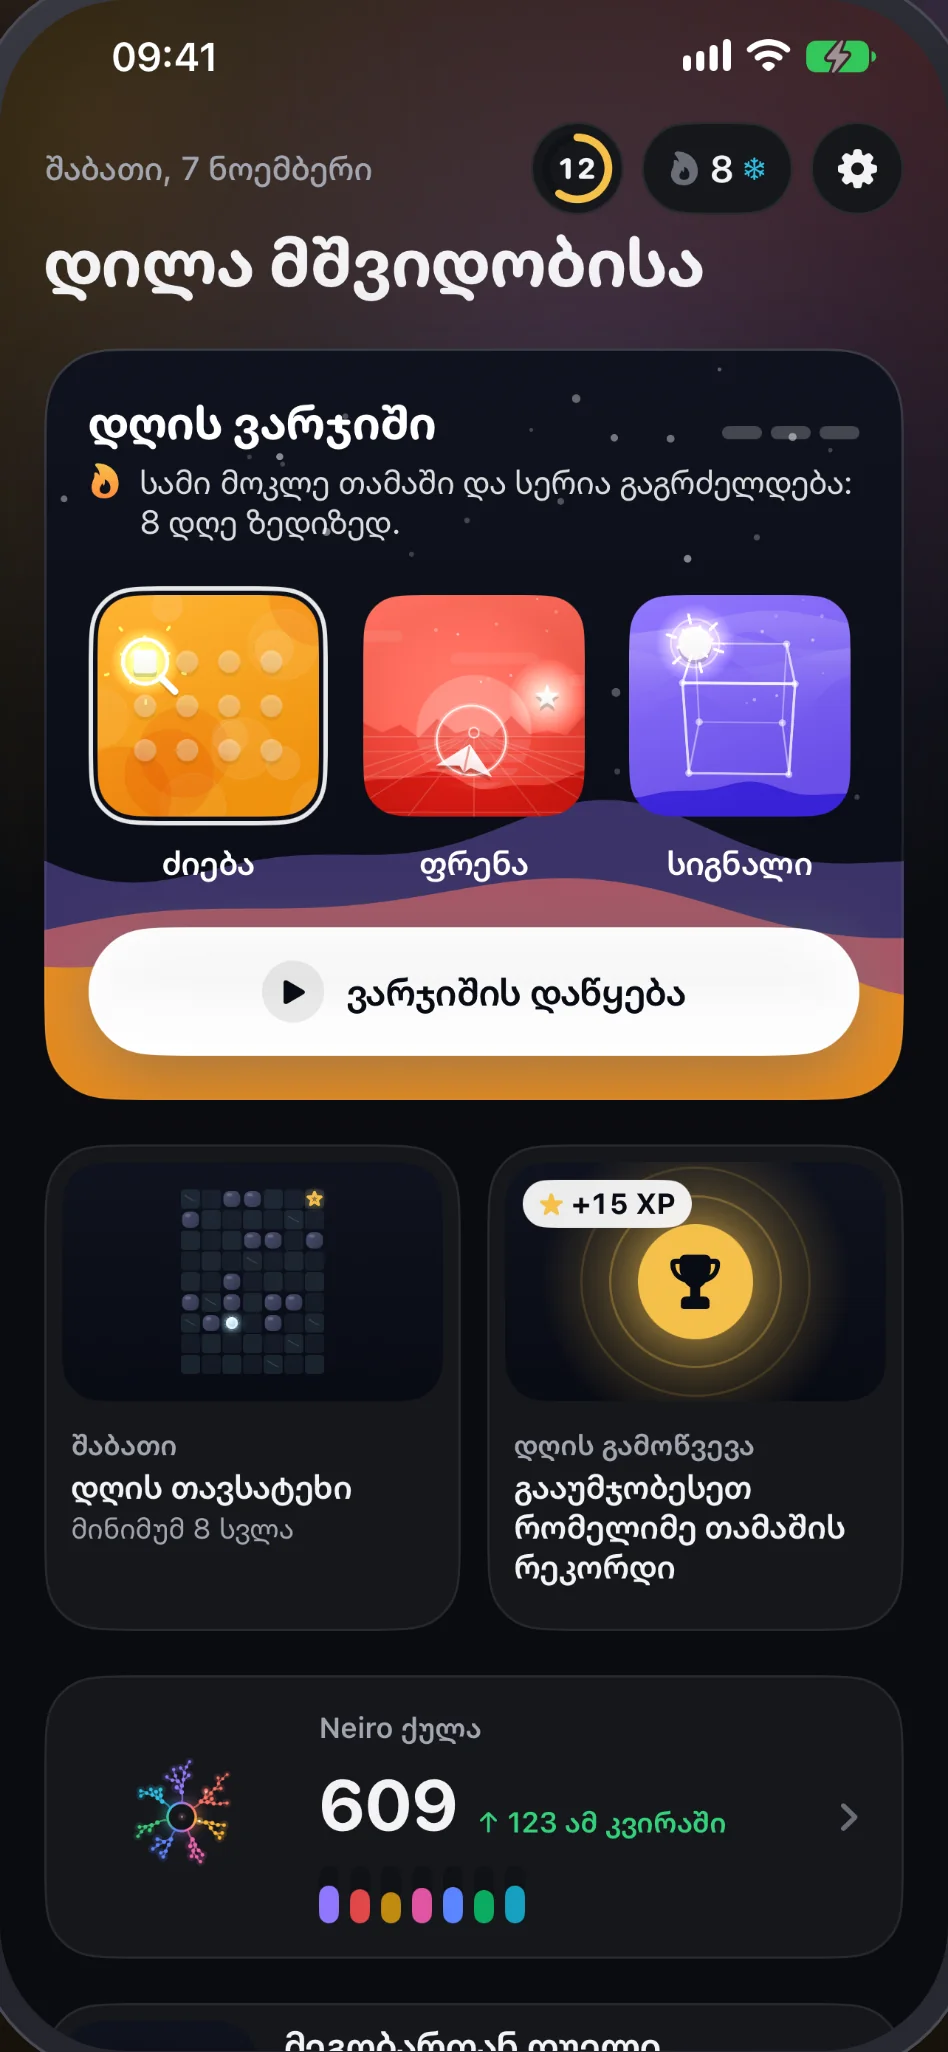 09:41
შაბათი, 7 ნოემბერი
12
8
დილა მშვიდობისა
დღის ვარჯიში
სამი მოკლე თამაში და სერია გაგრძელდება:
8 დღე ზედიზედ.
ძიება
ფრენა
სიგნალი
ვარჯიშის დაწყება
+15 XP
შაბათი
დღის თავსატეხი
მინიმუმ 8 სვლა
დღის გამოწვევა
გააუმჯობესეთ
რომელიმე თამაშის
რეკორდი
Neiro ქულა
609
↑ 123 ამ კვირაში
მეგობართან დუელი